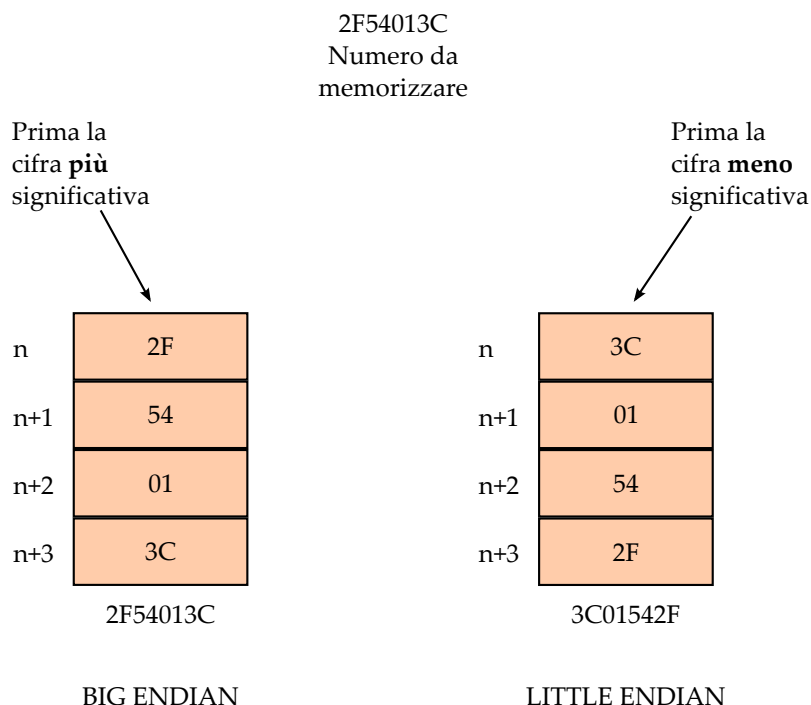 2F54013C
Numero da
memorizzare
Prima la
cifra più
significativa
Prima la
cifra meno
significativa
n
2F
n+1
54
n+2
01
n+3
3C
2F54013C
BIG ENDIAN
n
3C
n+1
01
n+2
54
n+3
2F
3C01542F
LITTLE ENDIAN